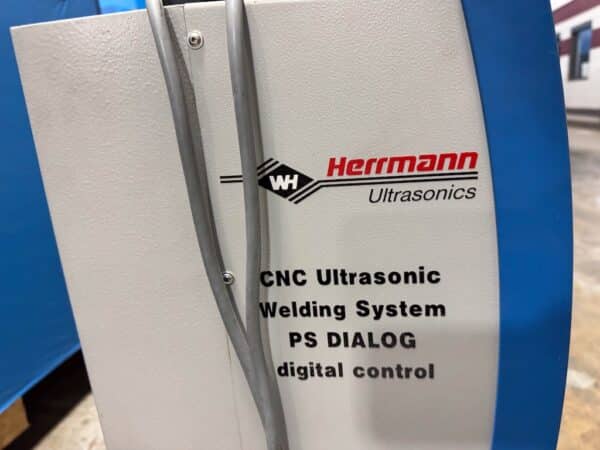 WH
Herrmann
Ultrasonics
CNC Ultrasonic
Welding System
PS DIALOG
digital control